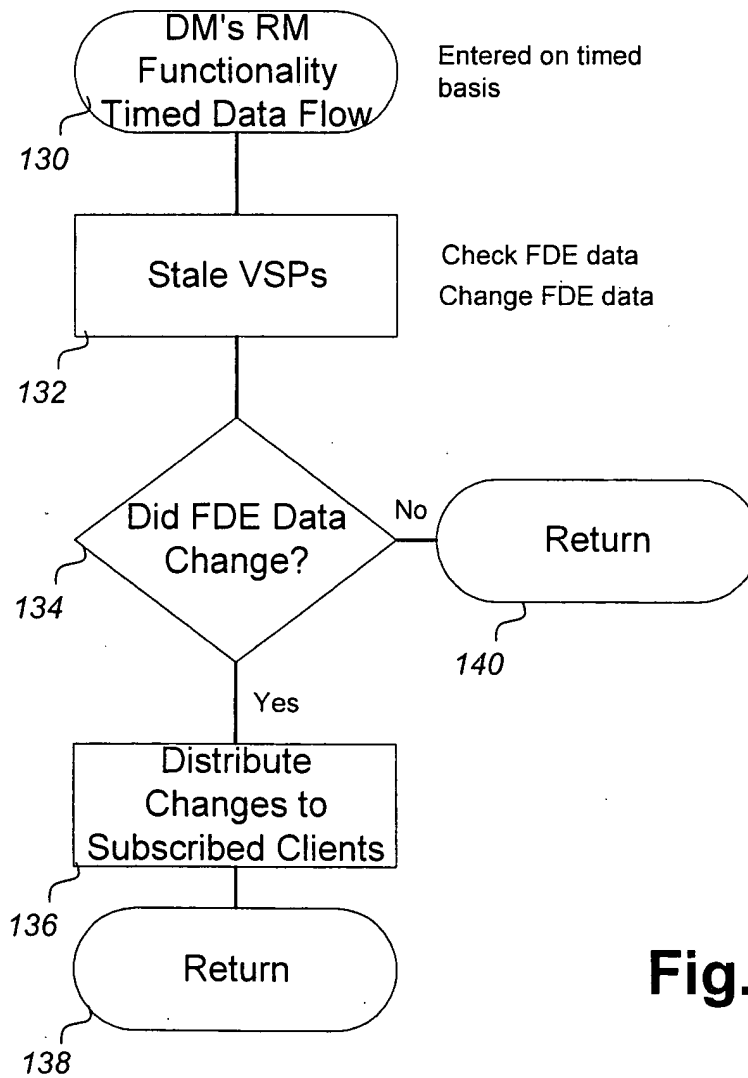 DM's RM
Functionality
Timed Data Flow
Entered on timed
basis
130
Stale VSPs
Check FDE data
Change FDE data
132
Did FDE Data
Change?
No
Return
134
140
Yes
Distribute
Changes to
Subscribed Clients
136
Return
Fig.
138